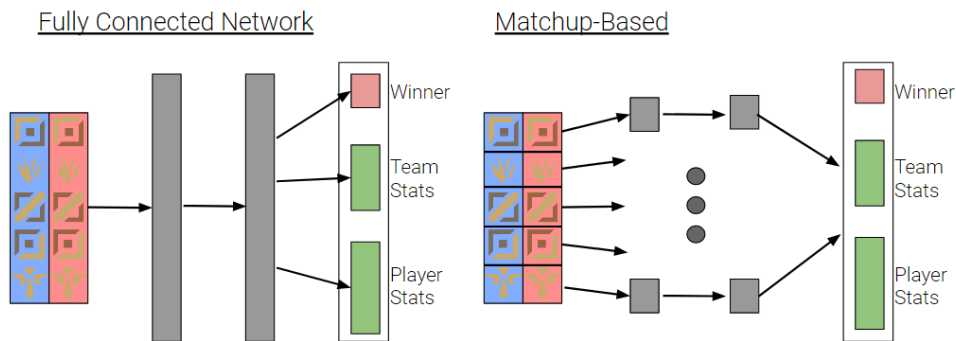 Fully Connected Network
Winner
Team
Stats
Player
Stats
Matchup-Based
Winner
Team
Stats
Player
Stats